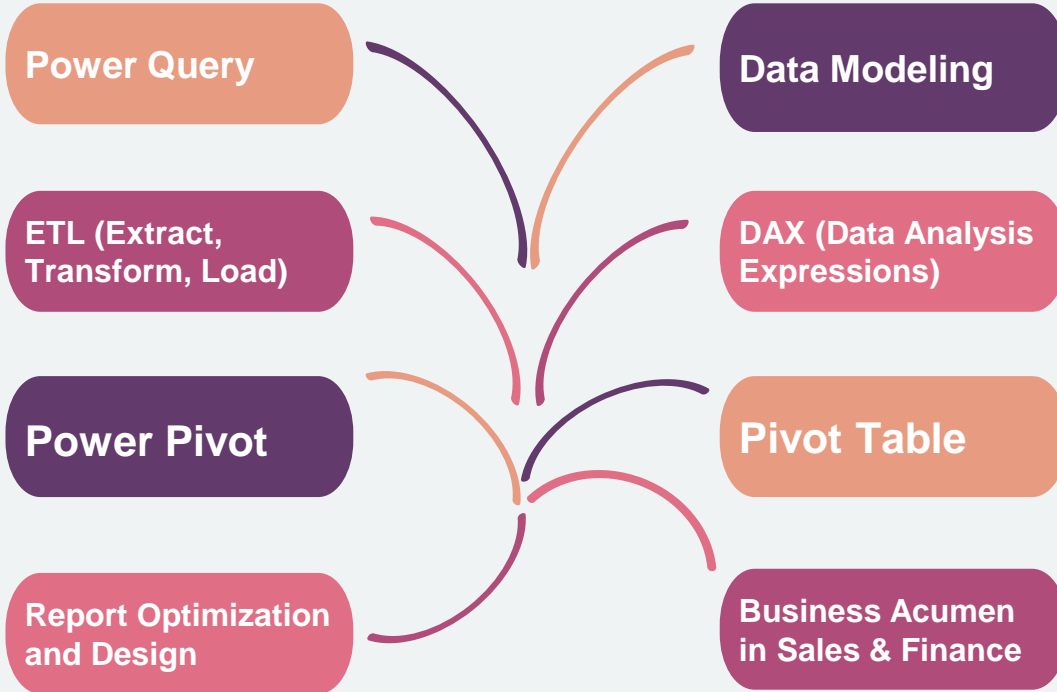 Power Query
Data Modeling
ETL (Extract,
Transform, Load)
DAX (Data Analysis
Expressions)
Power Pivot
Pivot Table
Report Optimization
and Design
Business Acumen
in Sales & Finance